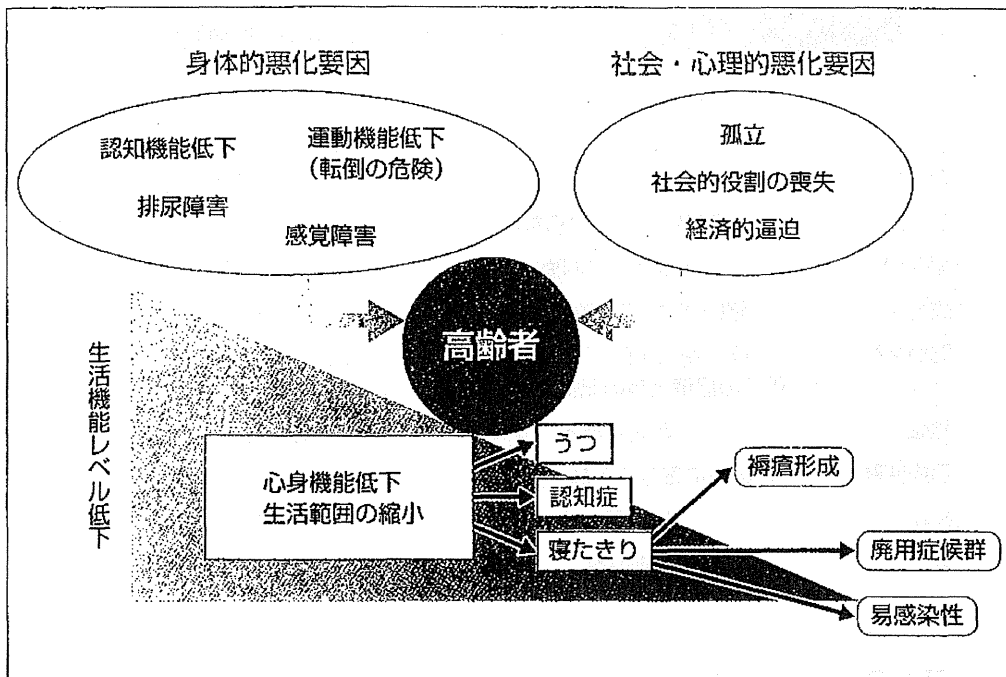 身体的悪化要因
認知機能低下
運動機能低下
(転倒の危険)
排尿障害
感覚障害
社会・心理的悪化要因
孤立
社会的役割の喪失
経済的逼迫
高齢者
生活機能レベル低下
心身機能低下
生活範囲の縮小
うつ
認知症
寝たきり
褥瘡形成
廃用症候群
易感染性